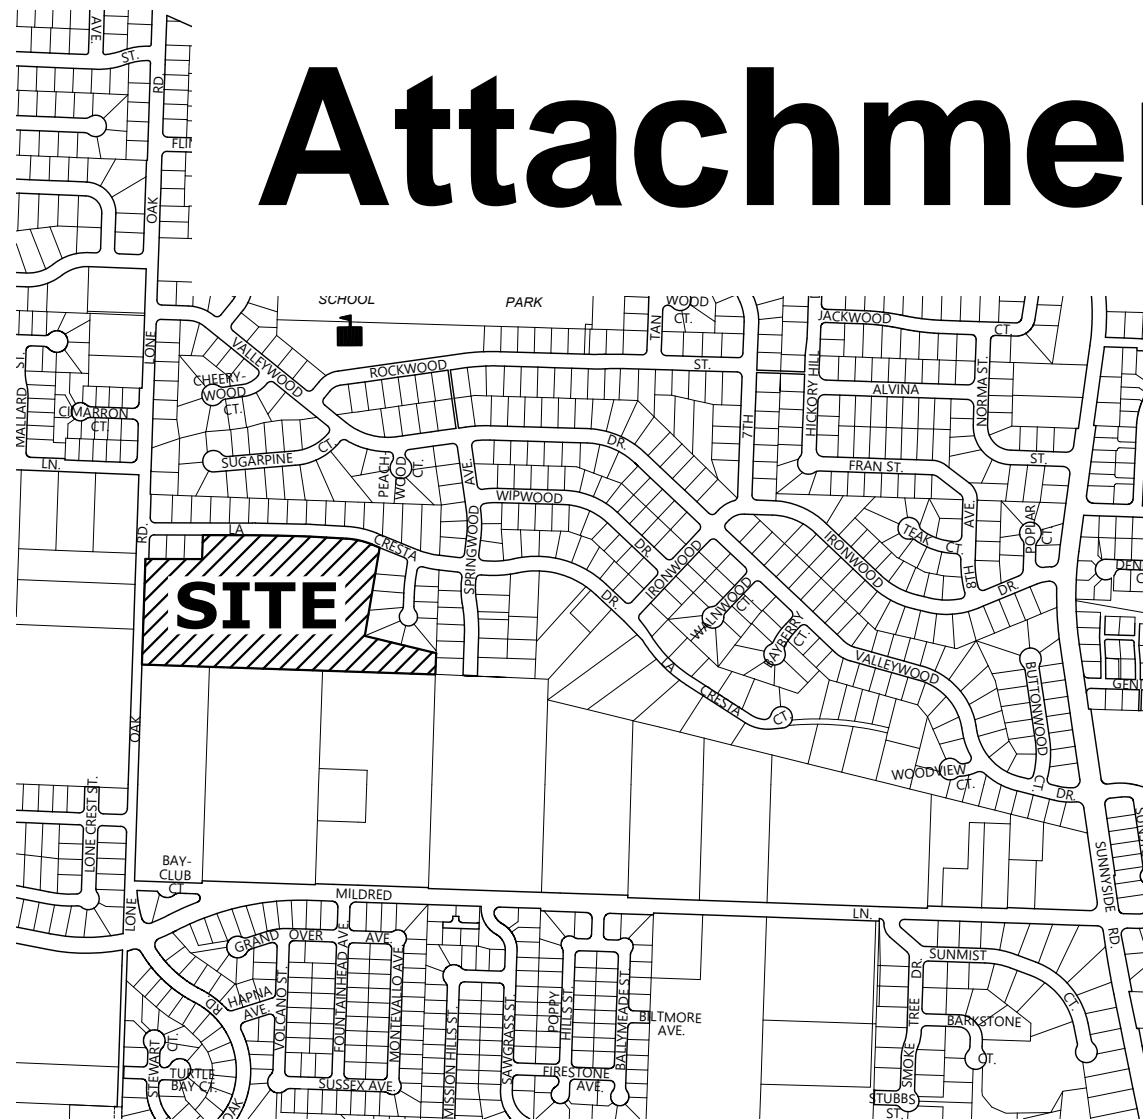 Attachme
AVE.
ST.
RD.
OAK
LONE
SCHOOL
PARK
WOOD
CT.
TAN
JACKWOOD
CT.
VALLEYWOOD
ROCKWOOD
ST.
HICKORY HILL
ALVINA
NORMA ST.
ST.
MALLARD
CHEERY-
WOOD
CT.
CIMARRON
CT.
LN.
SUGARPINE
CT.
PEACH
WOOD
CT.
AVE.
DR.
7TH
FRAN ST.
ST.
WIPWOOD
DR.
SPRINGWOOD
IRONWOOD
IRONWOOD
TEAK
CT.
8TH
AVE.
DR.
POPLAR
CT.
RD.
LA
CRESTA
DR.
SITE
WALNWOOD
CT.
BAYBERRY
CT.
VALLEYWOOD
LA
CRESTA
CT.
BUTTONWOOD
CT.
WOODVIEW
CT.
DR.
OAK
LONE CREST ST.
BAY-
CLUB
CT.
MILDRED
LN.
SUNNYSIDE
RD.
LONE
GRAND
OVER
AVE.
HAPNA
AVE.
RD
OAK
VOLCANO ST.
FOUNTAINHEAD AVE.
MONTEVALLO AVE.
SUSSEX AVE.
MISSION HILLS ST.
SAWGRASS ST.
POPPY
HILLS ST.
BALLYMEADE ST.
BILTMORE
AVE.
FIRESTONE
AVE.
STEWART
CT.
TURTLE
BAY CT.
SUNMIST
CT.
SMOKE
TREE
DR.
BARKSTONE
CT.
STUBBS
ST.